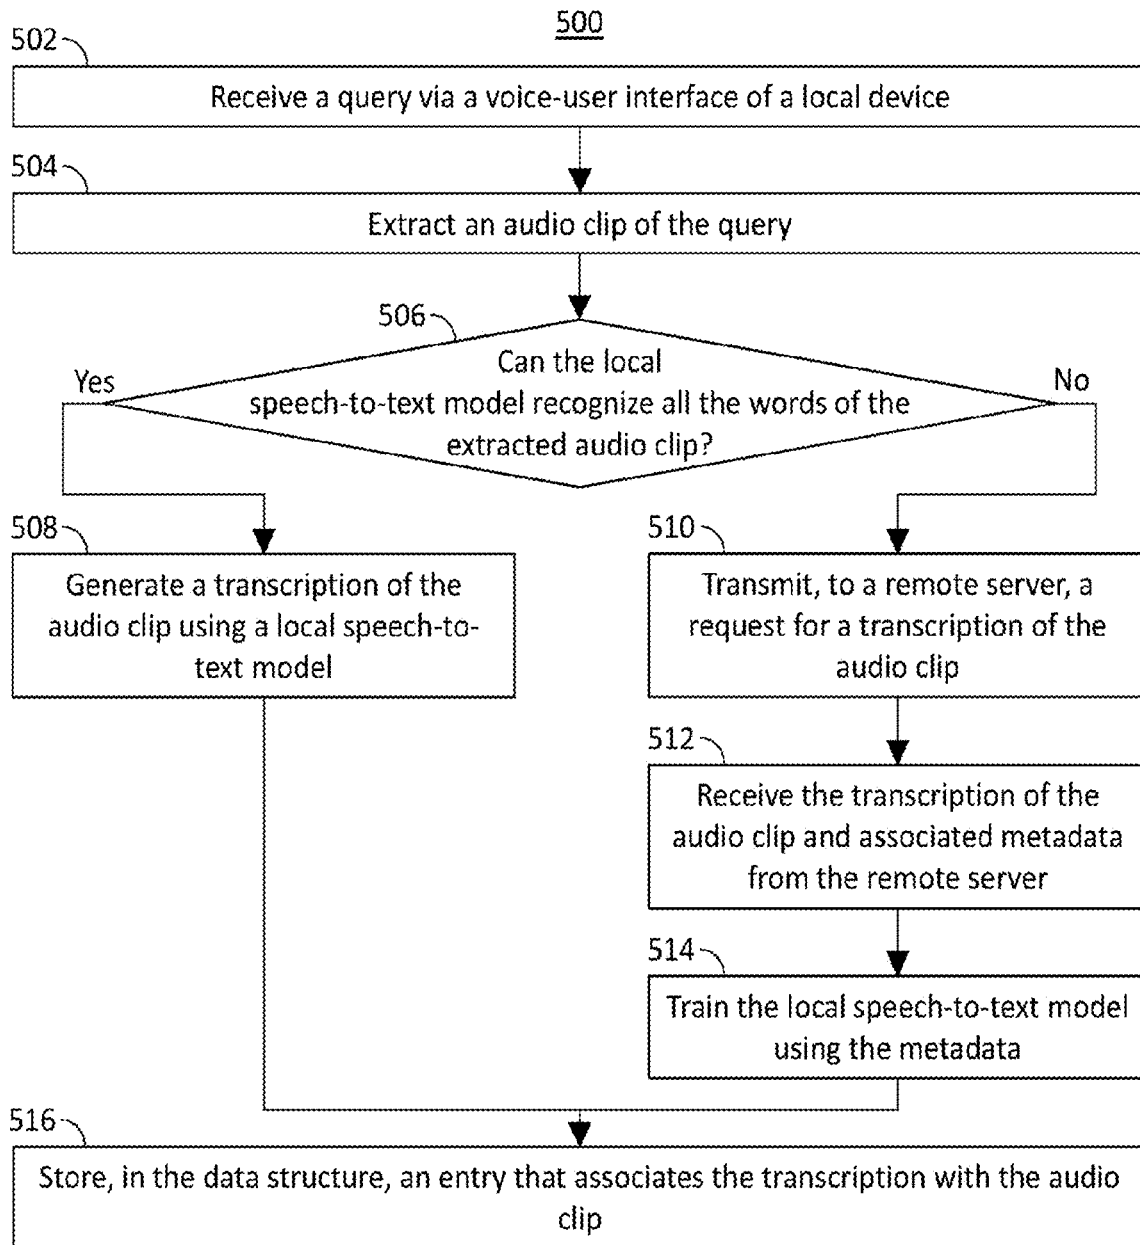 500
502
Receive a query via a voice-user interface of a local device
504
Extract an audio clip of the query
506
Can the local
speech-to-text model recognize all the words of the
extracted audio clip?
Yes
No
508
Generate a transcription of the
audio clip using a local speech-to-
text model
510
Transmit, to a remote server, a
request for a transcription of the
audio clip
512
Receive the transcription of the
audio clip and associated metadata
from the remote server
514
Train the local speech-to-text model
using the metadata
516
Store, in the data structure, an entry that associates the transcription with the audio
clip